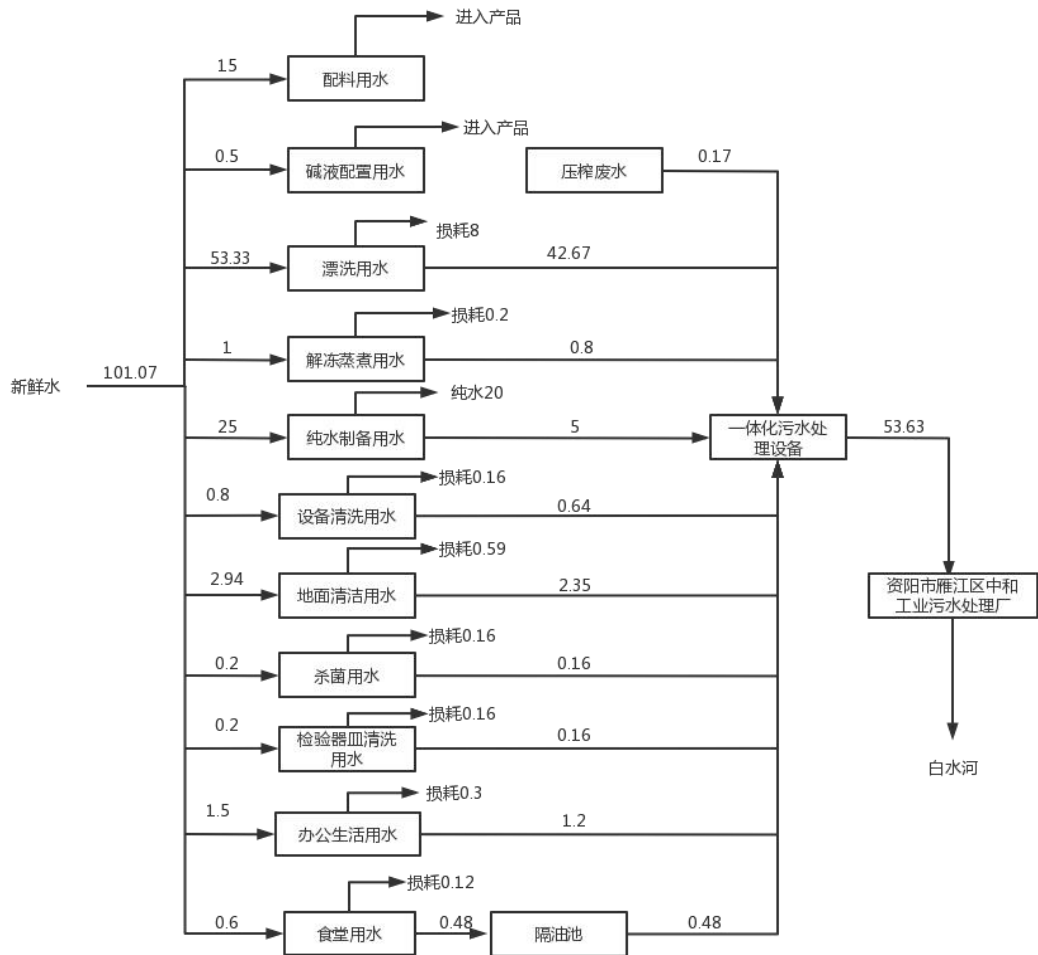 进入产品
15
配料用水
进入产品
0.5
碱液配置用水
压榨废水
0.17
损耗8
53.33
漂洗用水
42.67
损耗0.2
1
解冻蒸煮用水
0.8
新鲜水
101.07
纯水20
25
纯水制备用水
5
一体化污水处
理设备
53.63
损耗0.16
0.8
设备清洗用水
0.64
损耗0.59
2.94
地面清洁用水
2.35
资阳市雁江区中和
工业污水处理厂
损耗0.16
0.2
杀菌用水
0.16
损耗0.16
0.2
检验器皿清洗
用水
0.16
白水河
损耗0.3
1.5
办公生活用水
1.2
损耗0.12
0.6
食堂用水
0.48
隔油池
0.48